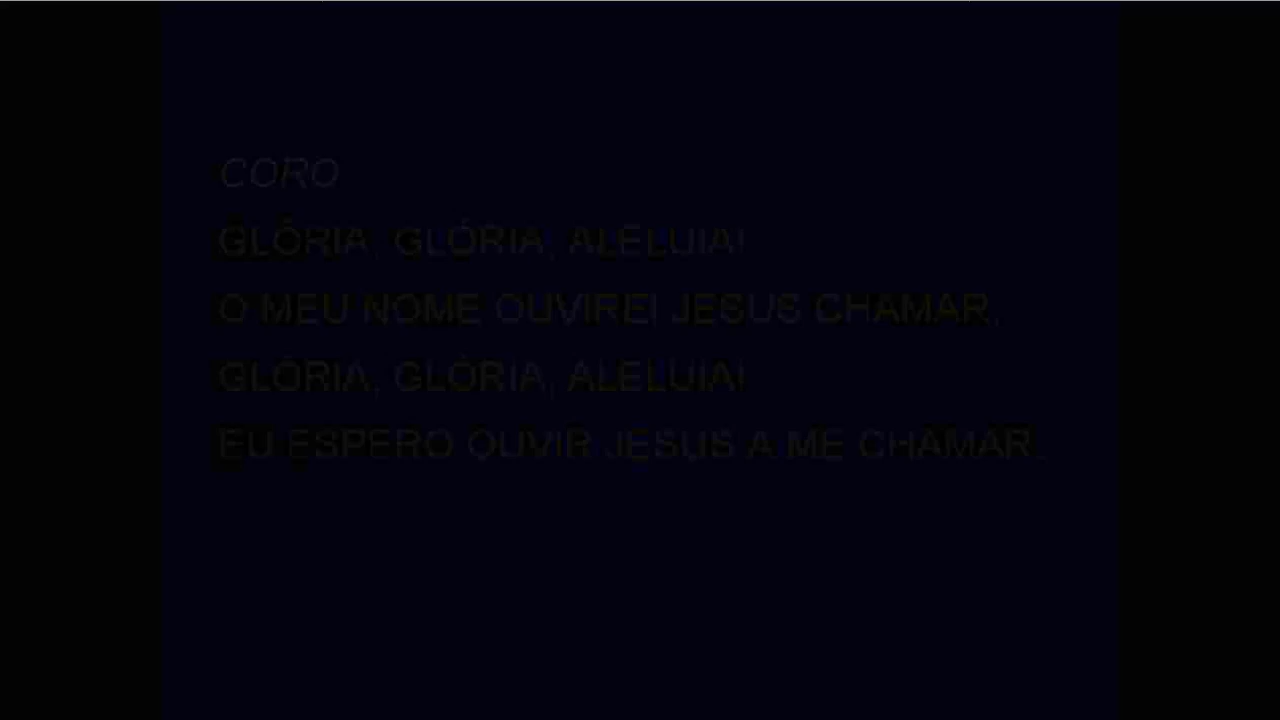 CORO
GLÓRIA, GLÓRIA, ALELUIA!
O MEU NOME OUVIREI JESUS CHAMAR,
GLÓRIA, GLÓRIA, ALELUIA!
EU ESPERO OUVIR JESUS A ME CHAMAR.